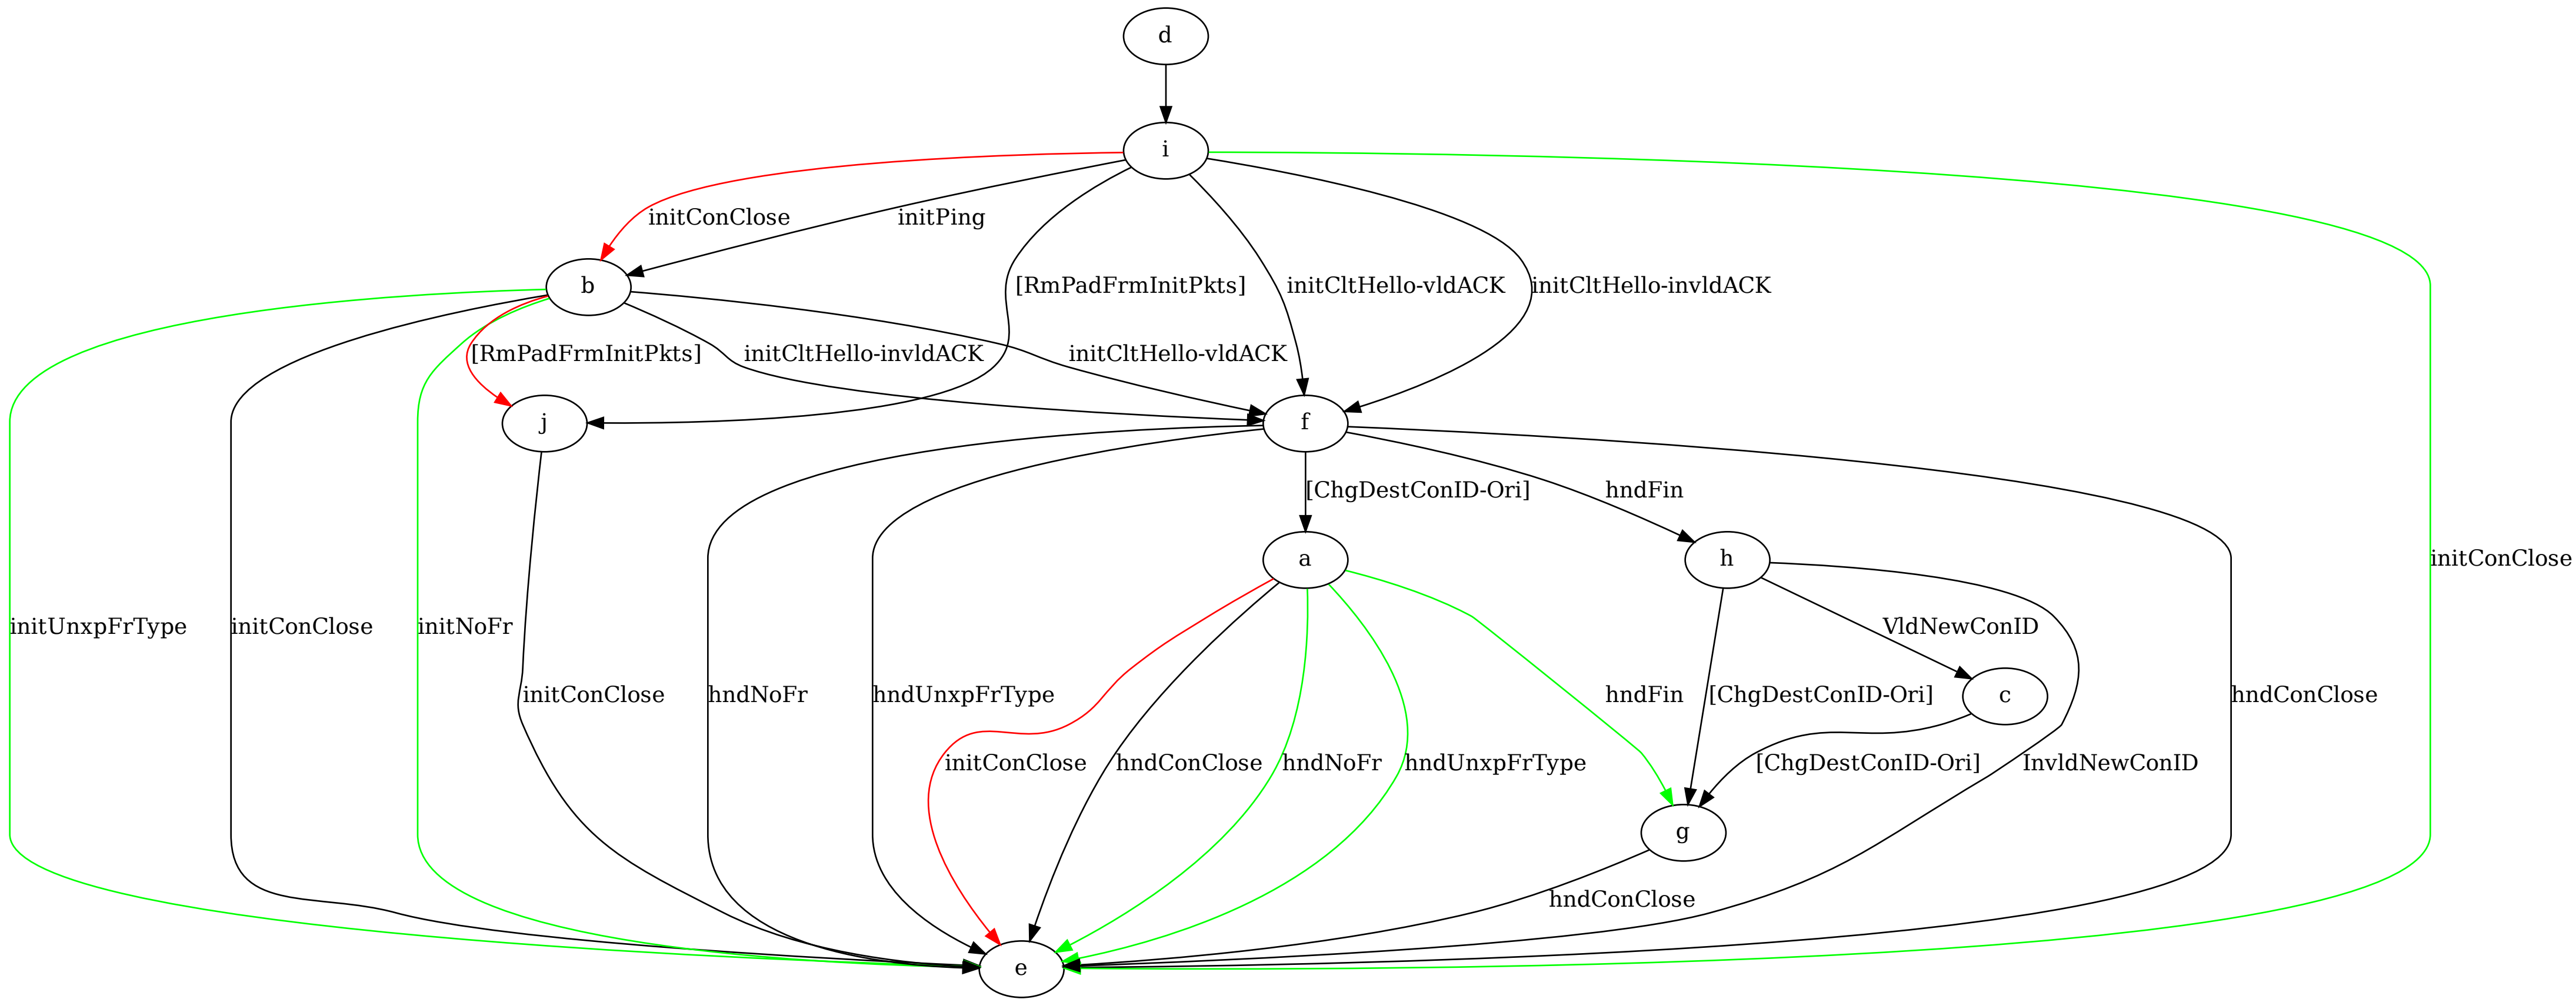 d
i
initConClose
initPing
b
[RmPadFrmInitPkts]
initCltHello-vldACK
initCltHello-invldACK
[RmPadFrmInitPkts]
initCltHello-invldACK
initCltHello-vldACK
j
f
[ChgDestConID-Ori]
hndFin
a
h
initConClose
initUnxpFrType
initConClose
initNoFr
VldNewConID
initConClose
hndNoFr
hndUnxpFrType
hndFin
[ChgDestConID-Ori]
c
hndConClose
initConClose
hndConClose
hndNoFr
hndUnxpFrType
[ChgDestConID-Ori]
InvldNewConID
g
hndConClose
e